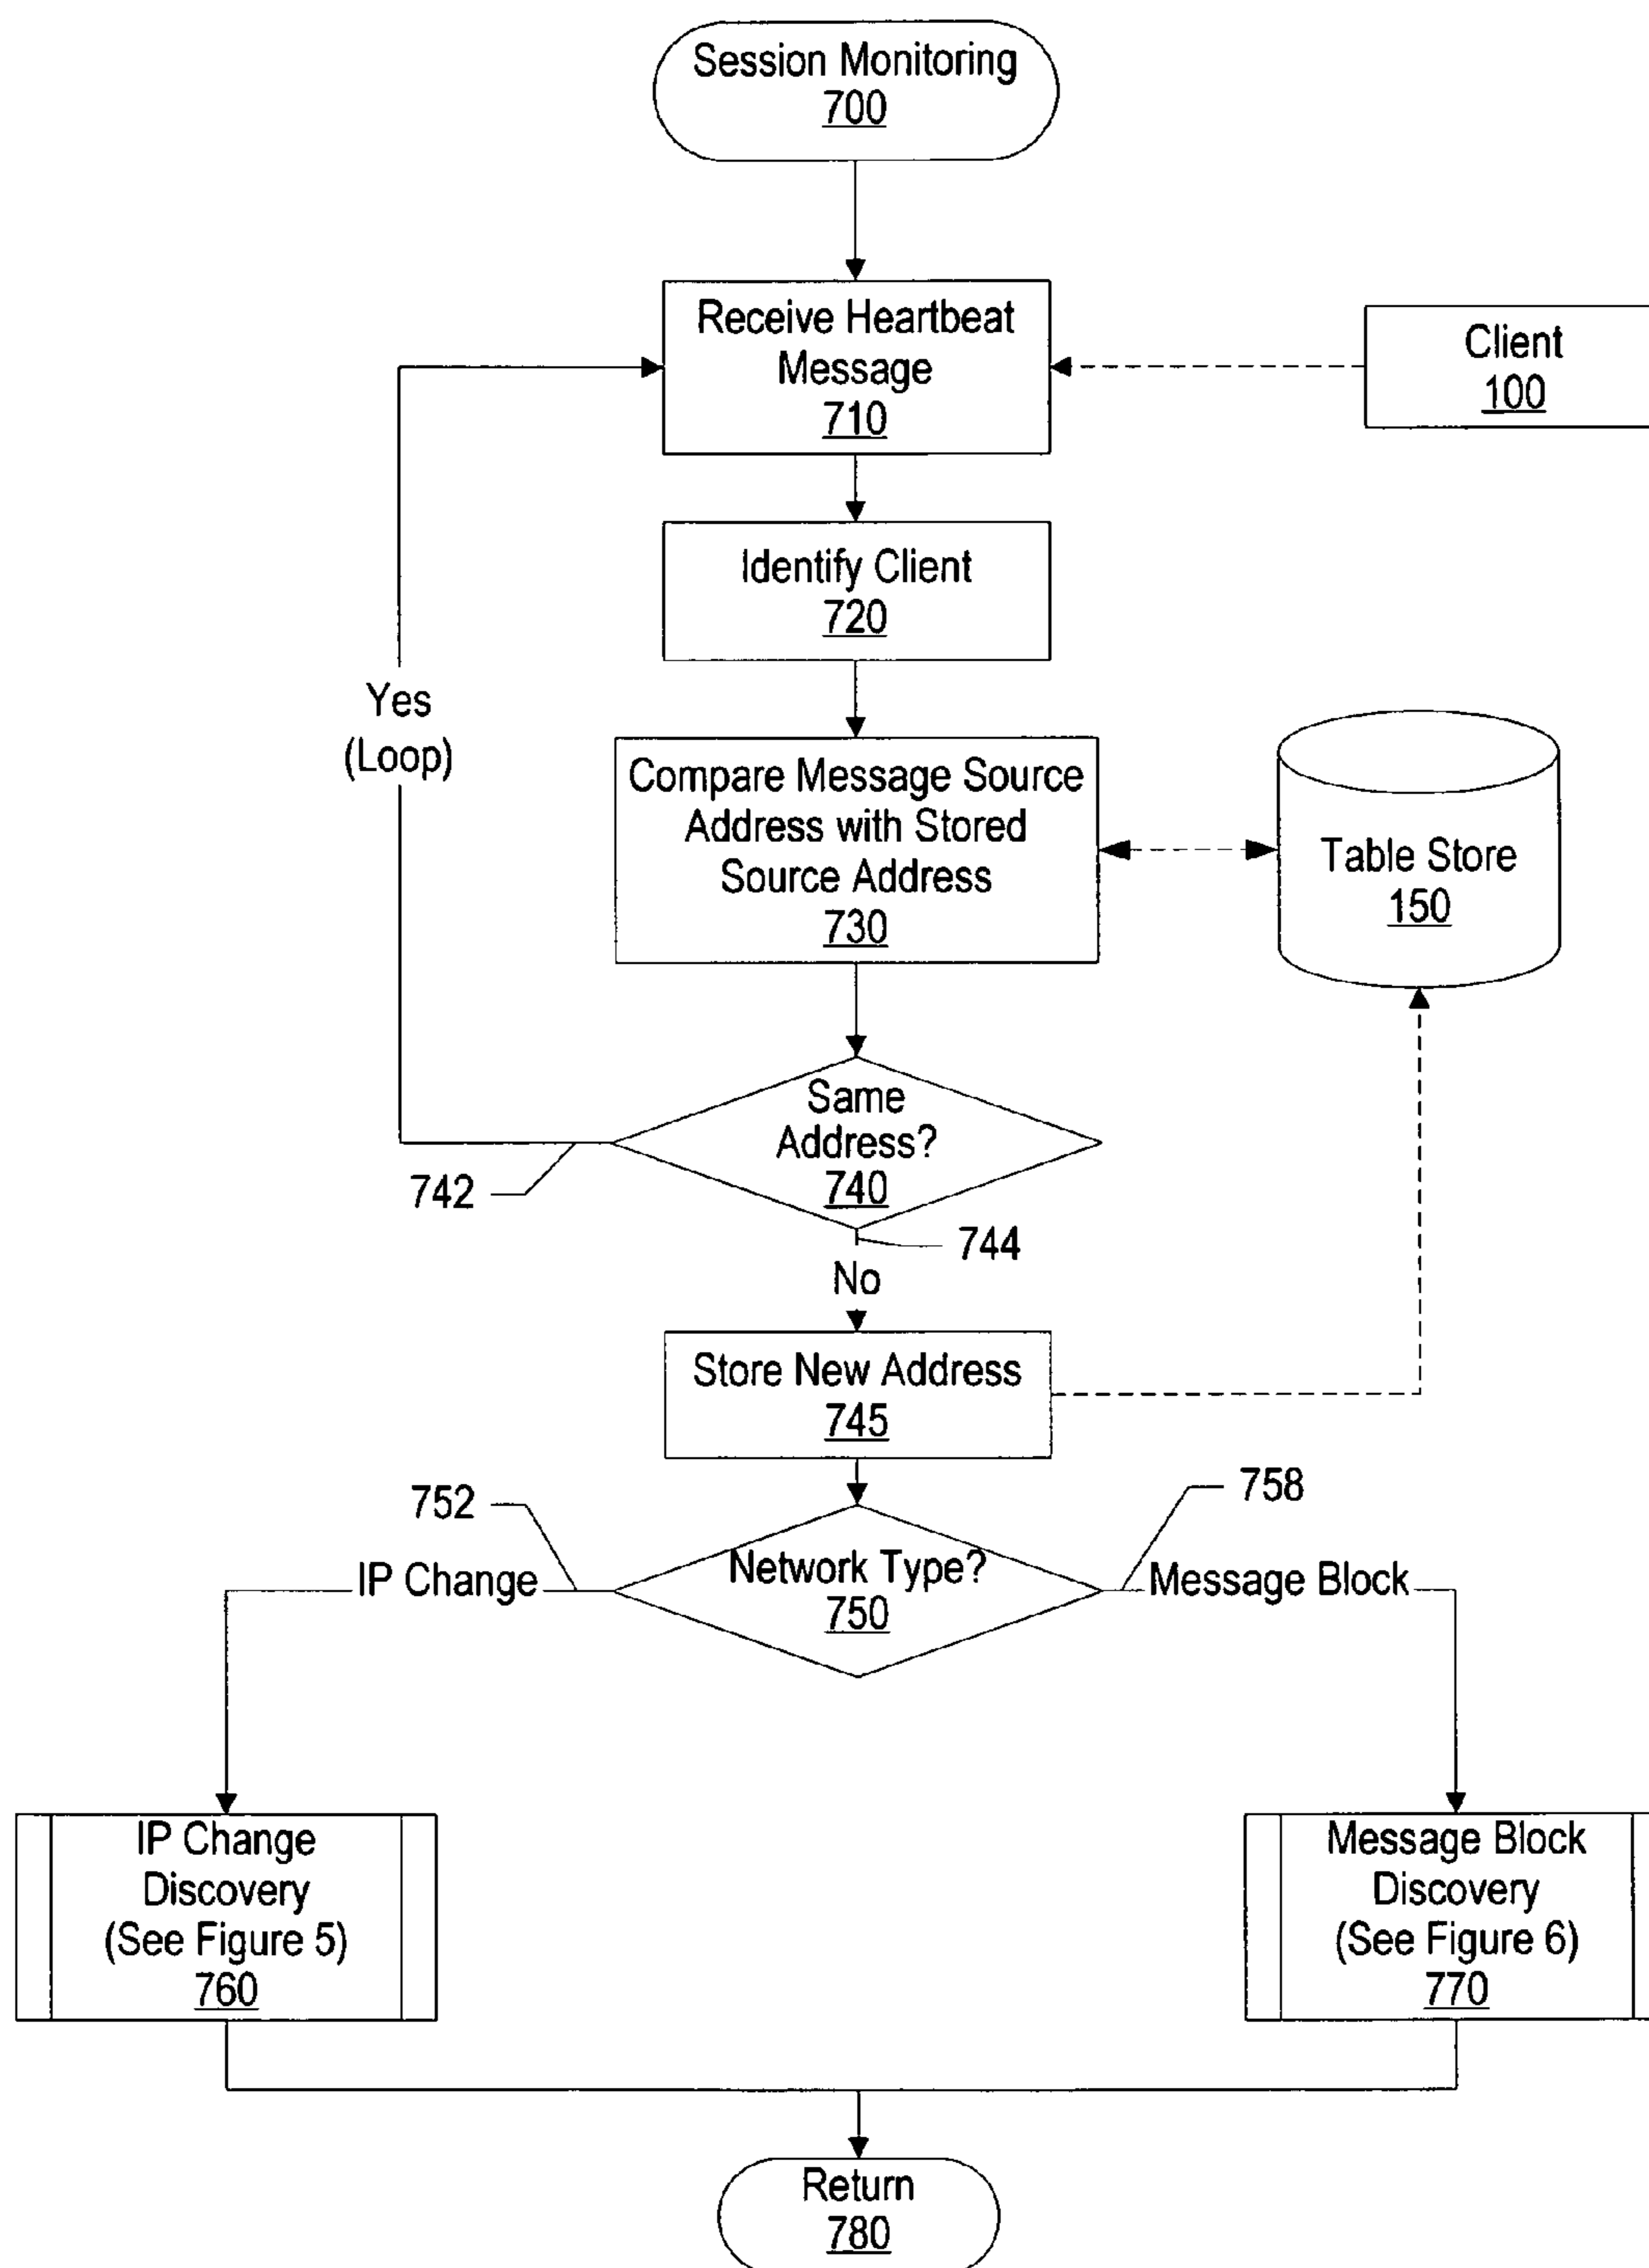 Session Monitoring
700
Receive Heartbeat
Message
710
Client
100
Identify Client
720
Yes
(Loop)
Compare Message Source
Address with Stored
Source Address
730
Table Store
150
Same
Address?
740
742
744
No
Store New Address
745
752
758
IP Change
Network Type?
750
Message Block
IP Change
Discovery
(See Figure 5)
760
Message Block
Discovery
(See Figure 6)
770
Return
780